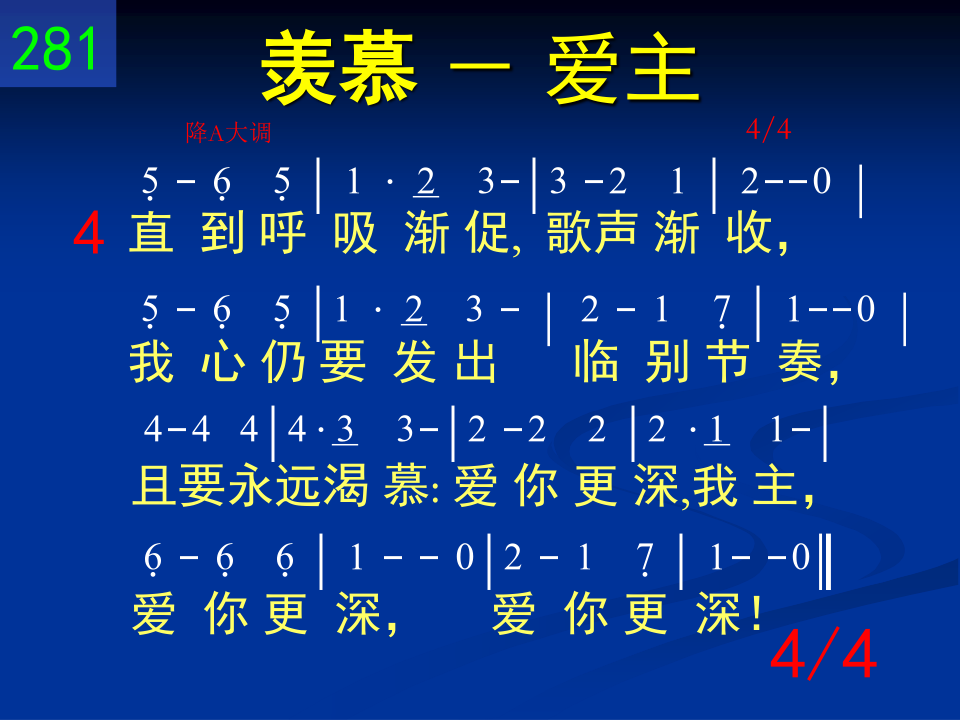 281
羡慕 － 爱主
降A大调 4/4
5̣ - 6̣ 5̣ | 1 · 2̲ 3- | 3 -2 1 | 2--0 |
4 直 到 呼 吸 渐 促, 歌声 渐 收，
5̣ - 6̣ 5̣ | 1 · 2̲ 3 - | 2 - 1 7̣ | 1--0 |
我 心 仍 要 发 出 临 别 节 奏，
4-4 4 | 4·3̲ 3- | 2 -2 2 | 2 ·1̲ 1- |
且要永远渴 慕: 爱 你 更 深,我 主，
6̣ - 6̣ 6̣ | 1 - - 0 | 2 - 1 7̣ | 1- -0 ‖
爱 你 更 深， 爱 你 更 深！
4/4